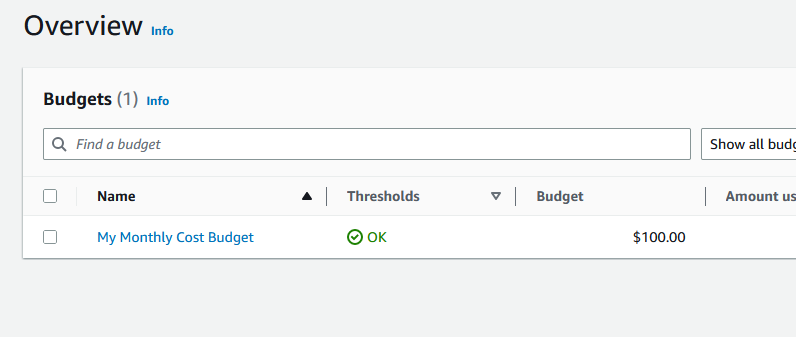 Overview Info
Budgets (1) Info
Find a budget
Show all budg
Name Thresholds Budget Amount us
My Monthly Cost Budget OK $100.00